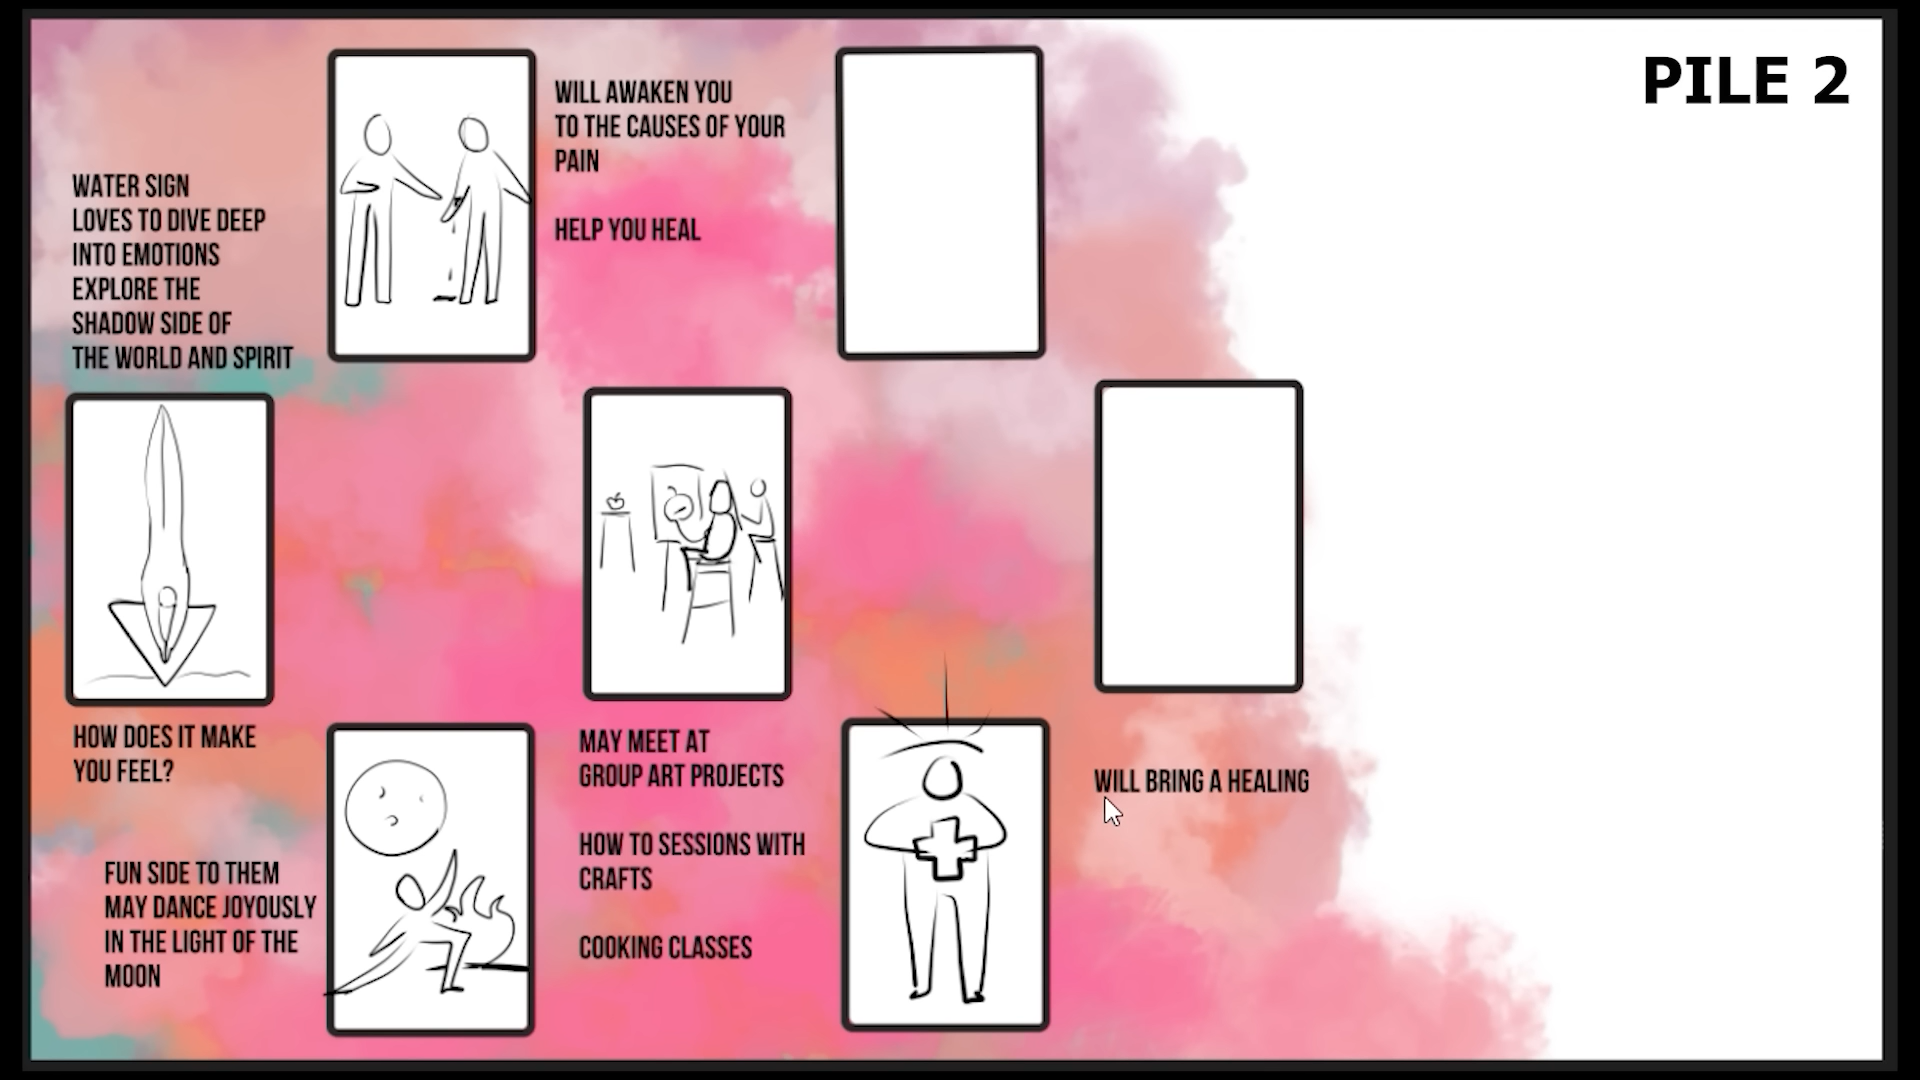 PILE 2
WILL AWAKEN YOU
TO THE CAUSES OF YOUR
PAIN
HELP YOU HEAL
WATER SIGN
LOVES TO DIVE DEEP
INTO EMOTIONS
EXPLORE THE
SHADOW SIDE OF
THE WORLD AND SPIRIT
HOW DOES IT MAKE
YOU FEEL?
MAY MEET AT
GROUP ART PROJECTS
HOW TO SESSIONS WITH
CRAFTS
COOKING CLASSES
WILL BRING A HEALING
FUN SIDE TO THEM
MAY DANCE JOYOUSLY
IN THE LIGHT OF THE
MOON